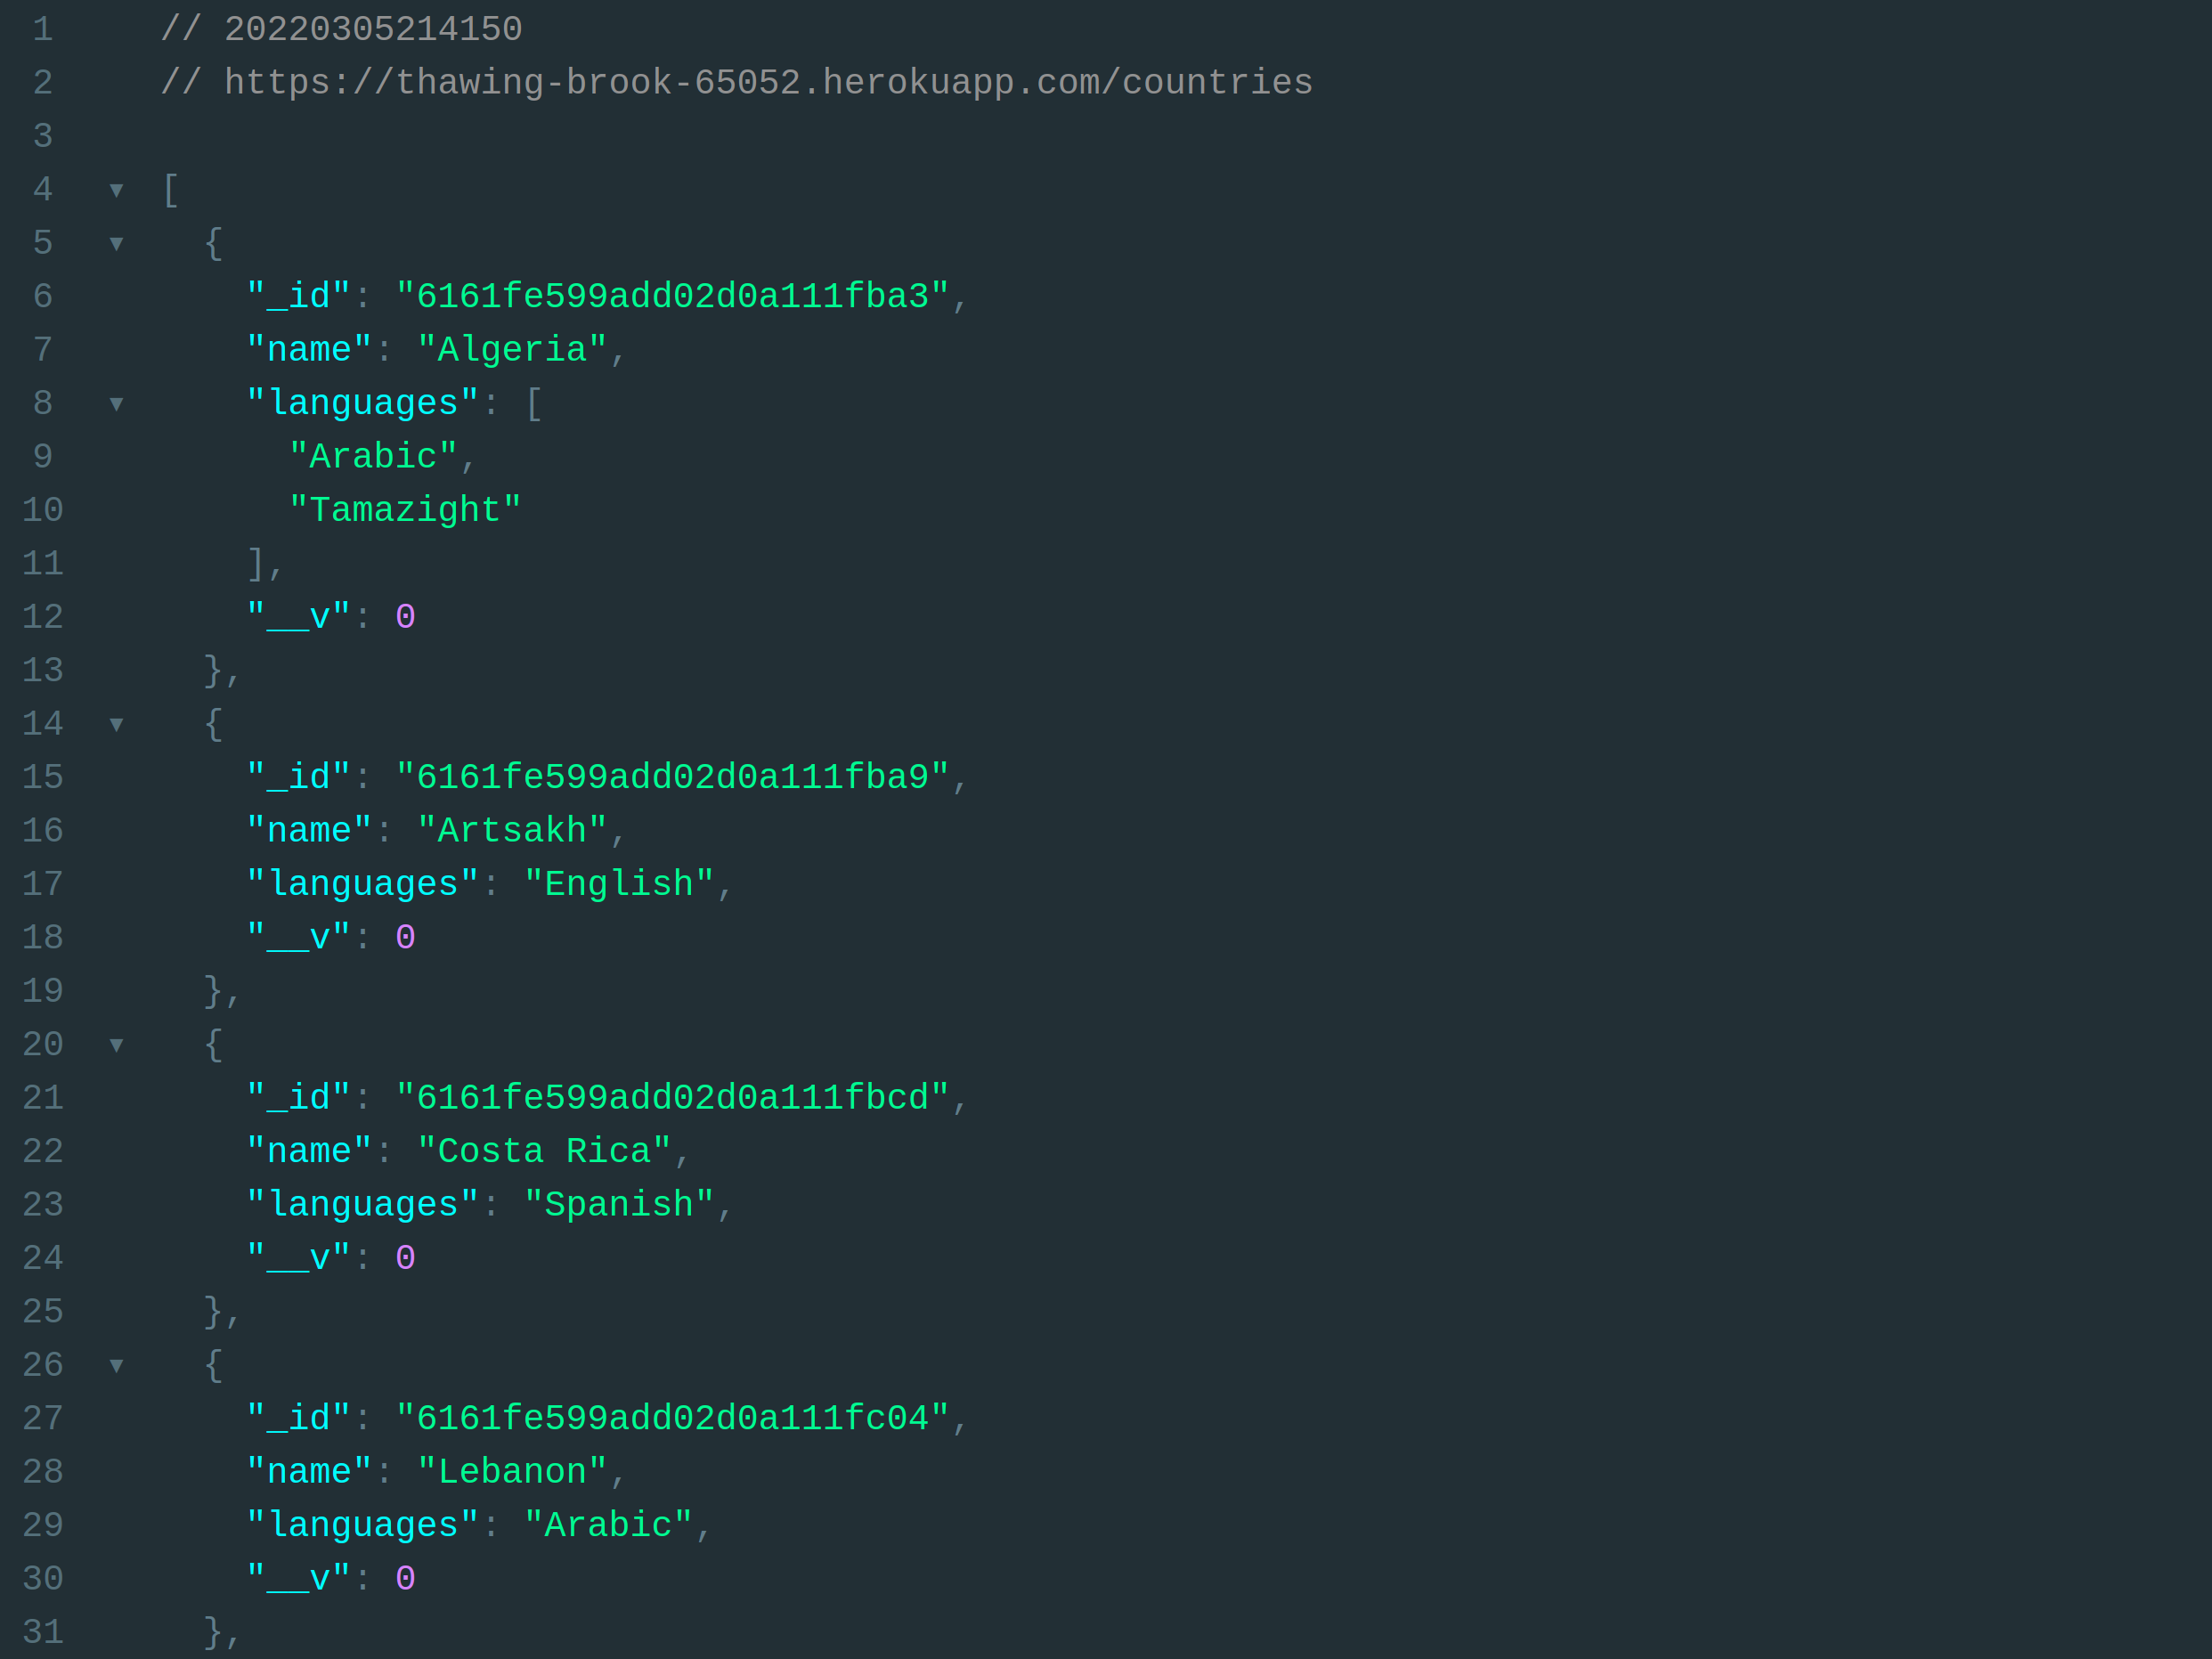 1 // 20220305214150
2 // https://thawing-brook-65052.herokuapp.com/countries
3
4 ▼ [
5 ▼ {
6 "_id": "6161fe599add02d0a111fba3",
7 "name": "Algeria",
8 ▼ "languages": [
9 "Arabic",
10 "Tamazight"
11 ],
12 "__v": 0
13 },
14 ▼ {
15 "_id": "6161fe599add02d0a111fba9",
16 "name": "Artsakh",
17 "languages": "English",
18 "__v": 0
19 },
20 ▼ {
21 "_id": "6161fe599add02d0a111fbcd",
22 "name": "Costa Rica",
23 "languages": "Spanish",
24 "__v": 0
25 },
26 ▼ {
27 "_id": "6161fe599add02d0a111fc04",
28 "name": "Lebanon",
29 "languages": "Arabic",
30 "__v": 0
31 },